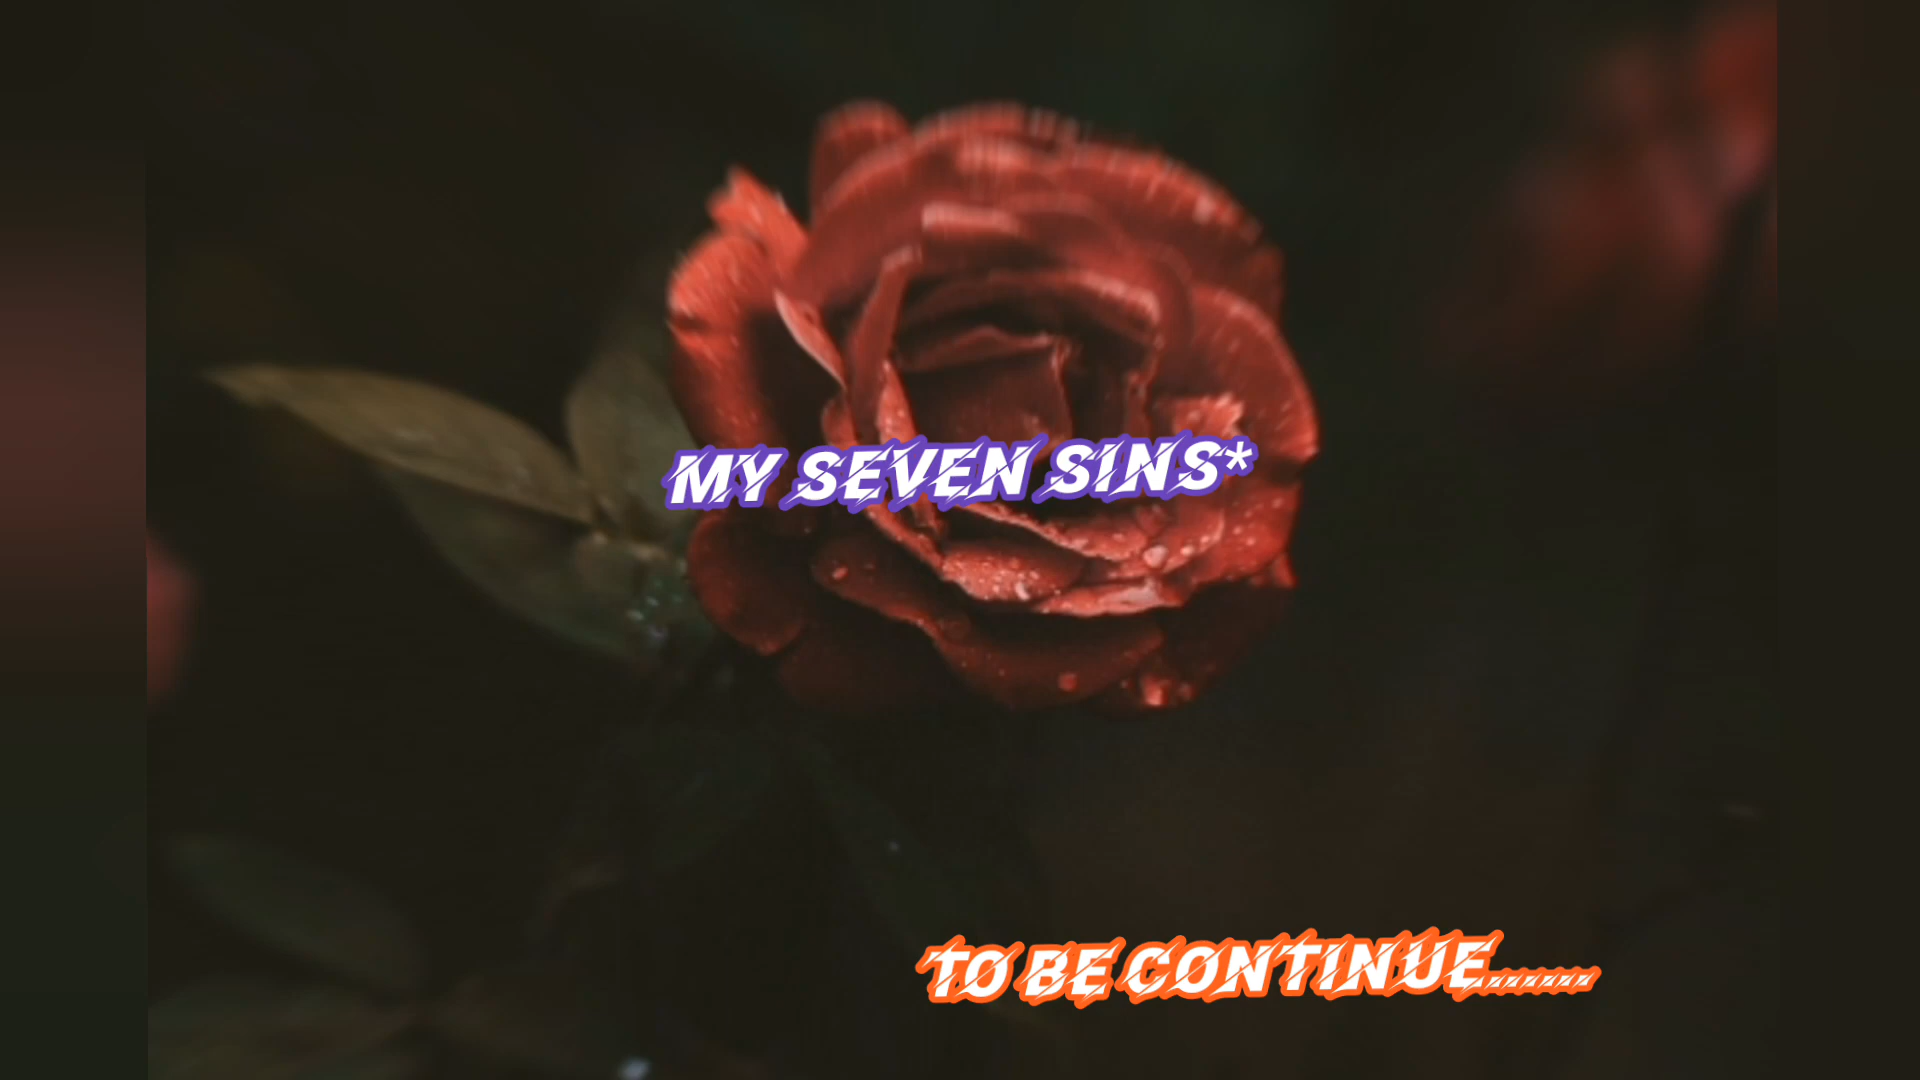 MY SEVEN SINS*
TO BE CONTINUE.......